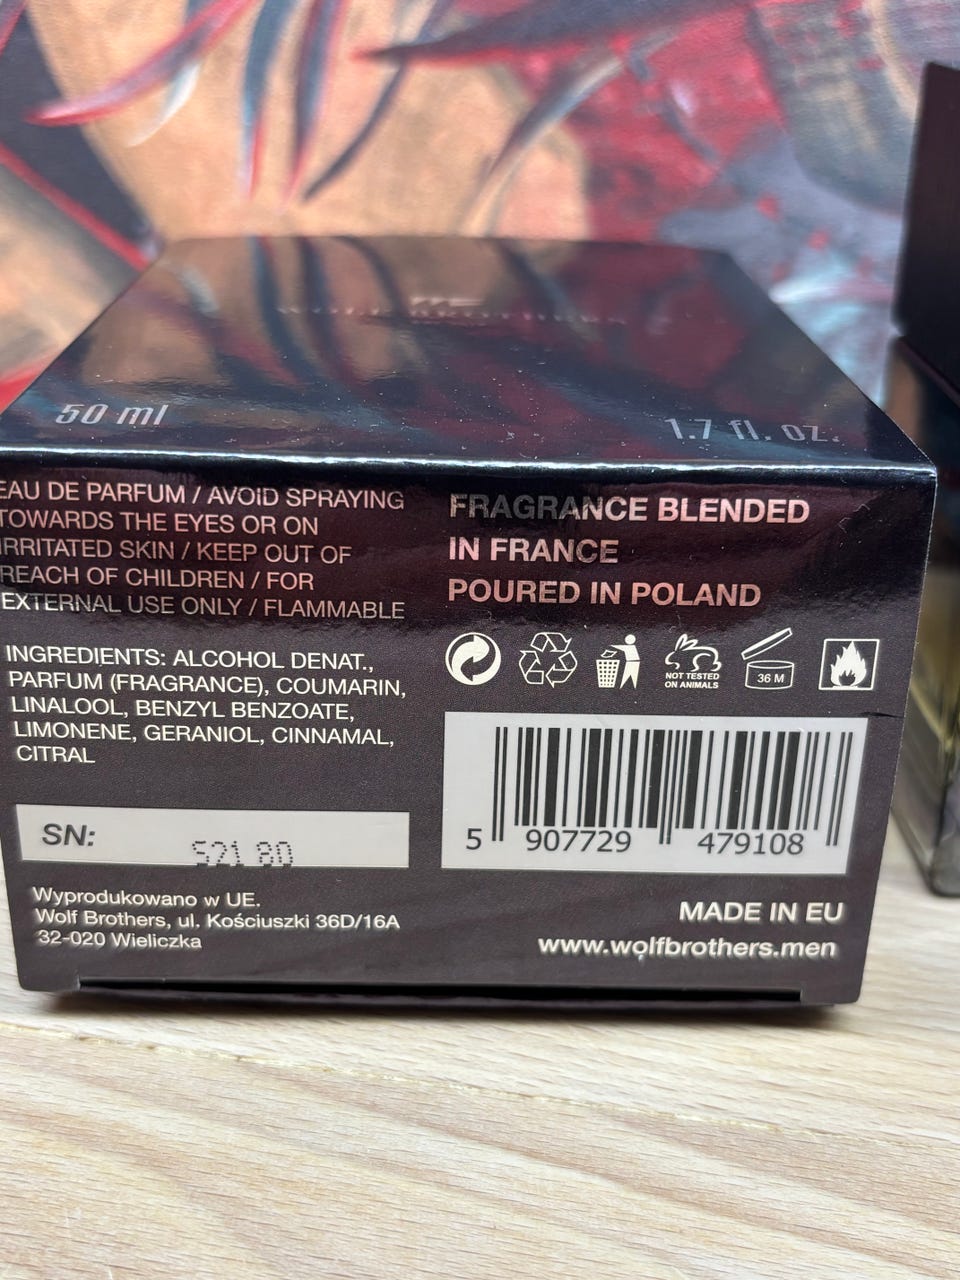 50 ml
1.7 fl. oz.
EAU DE PARFUM / AVOID SPRAYING
TOWARDS THE EYES OR ON
IRRITATED SKIN / KEEP OUT OF
REACH OF CHILDREN / FOR
EXTERNAL USE ONLY / FLAMMABLE
INGREDIENTS: ALCOHOL DENAT.,
PARFUM (FRAGRANCE), COUMARIN,
LINALOOL, BENZYL BENZOATE,
LIMONENE, GERANIOL, CINNAMAL,
CITRAL
SN:
521 80
Wyprodukowano w UE.
Wolf Brothers, ul. Kościuszki 36D/16A
32-020 Wieliczka
FRAGRANCE BLENDED
IN FRANCE
POURED IN POLAND
NOT TESTED
ON ANIMALS
36 M
5 907729 479108
MADE IN EU
www.wolfbrothers.men